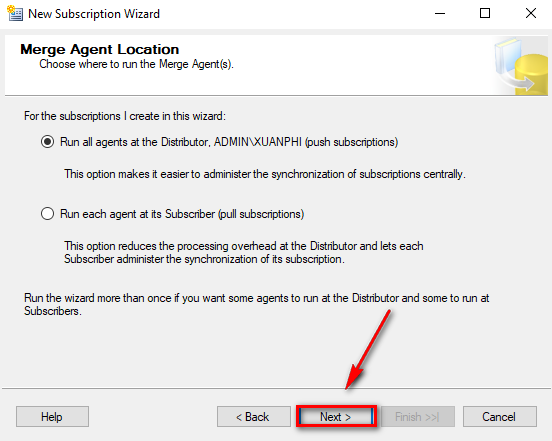 New Subscription Wizard
Merge Agent Location
Choose where to run the Merge Agent(s).
For the subscriptions I create in this wizard:
Run all agents at the Distributor, ADMIN\XUANPHI (push subscriptions)
This option makes it easier to administer the synchronization of subscriptions centrally.
Run each agent at its Subscriber (pull subscriptions)
This option reduces the processing overhead at the Distributor and lets each
Subscriber administer the synchronization of its subscription.
Run the wizard more than once if you want some agents to run at the Distributor and some to run at
Subscribers.
Help
< Back
Next >
Finish >>|
Cancel